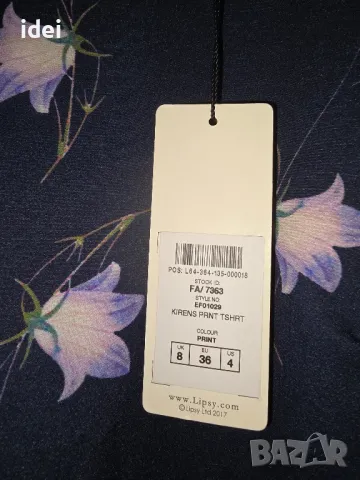 idei
POS: L64-364-135-000018
STOCK ID:
FA/ 7363
STYLE NO
EF01029
KIRENS PRNT TSHRT
COLOUR:
PRINT
UK EU US
8 36 4
www.Lipsy.com
© Lipsy Ltd 2017
BAZAR